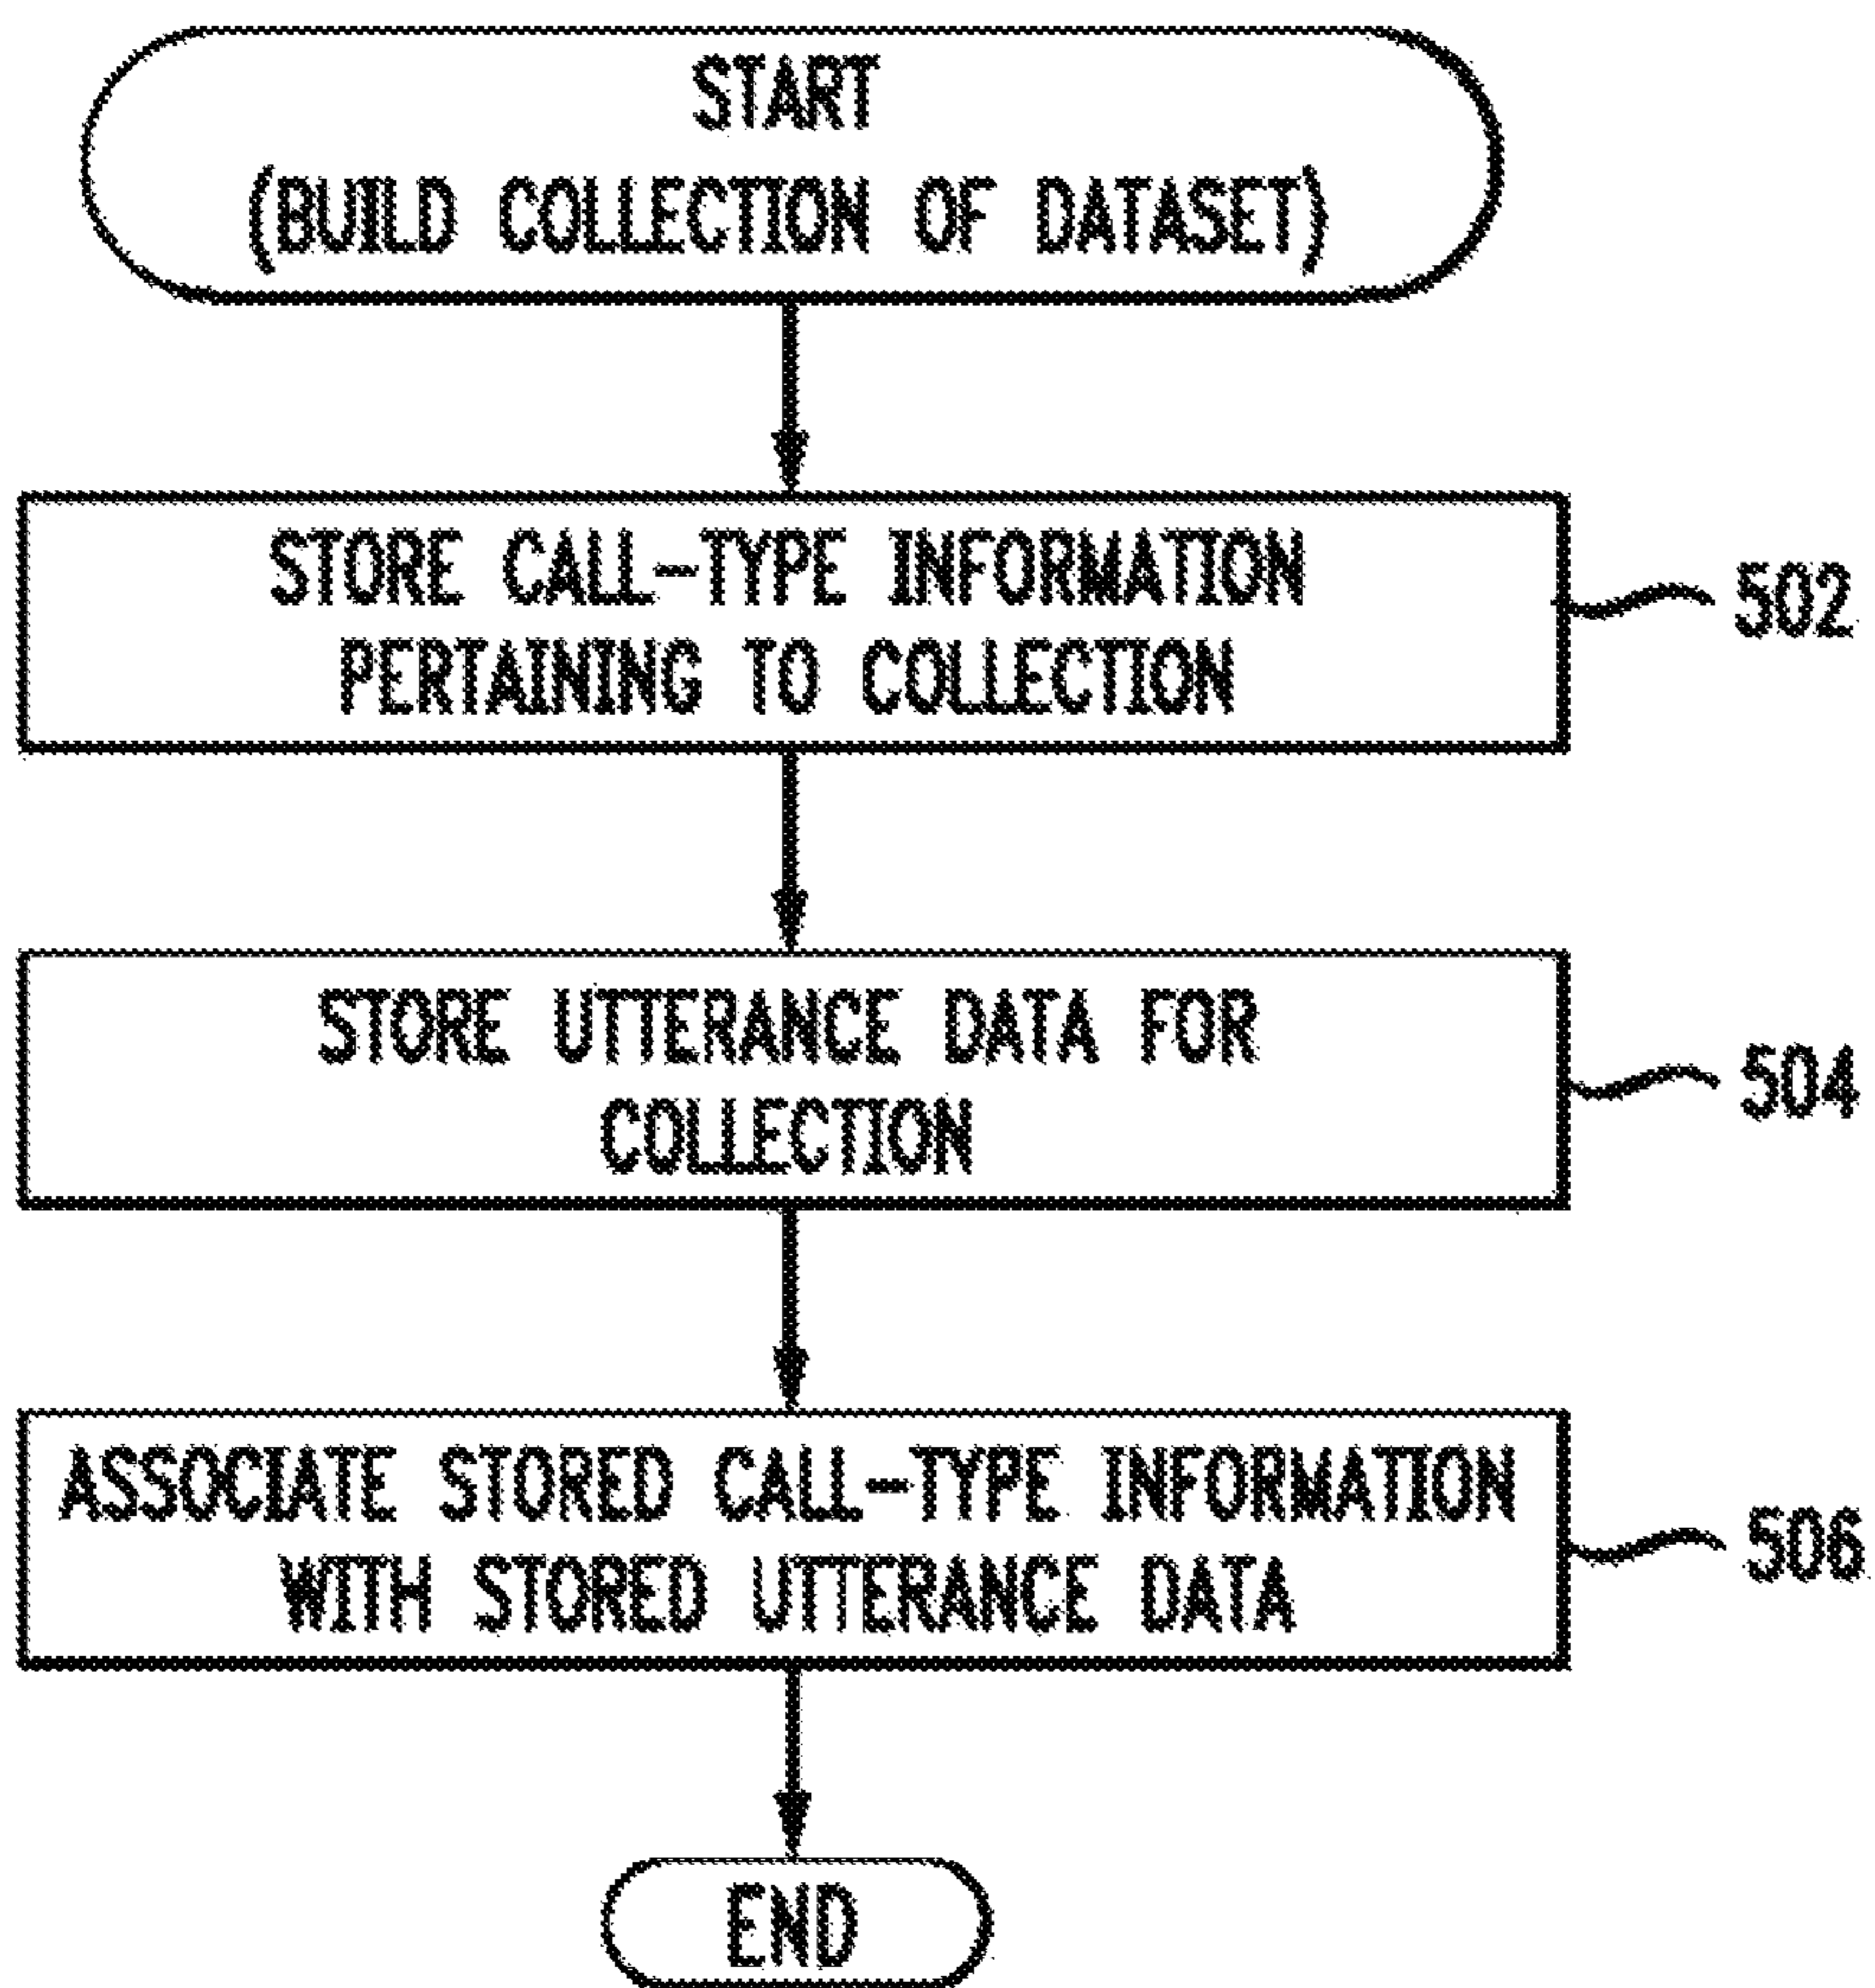 START
(BUILD COLLECTION OF DATASET)
STORE CALL-TYPE INFORMATION
PERTAINING TO COLLECTION
502
STORE UTTERANCE DATA FOR
COLLECTION
504
ASSOCIATE STORED CALL-TYPE INFORMATION
WITH STORED UTTERANCE DATA
506
END